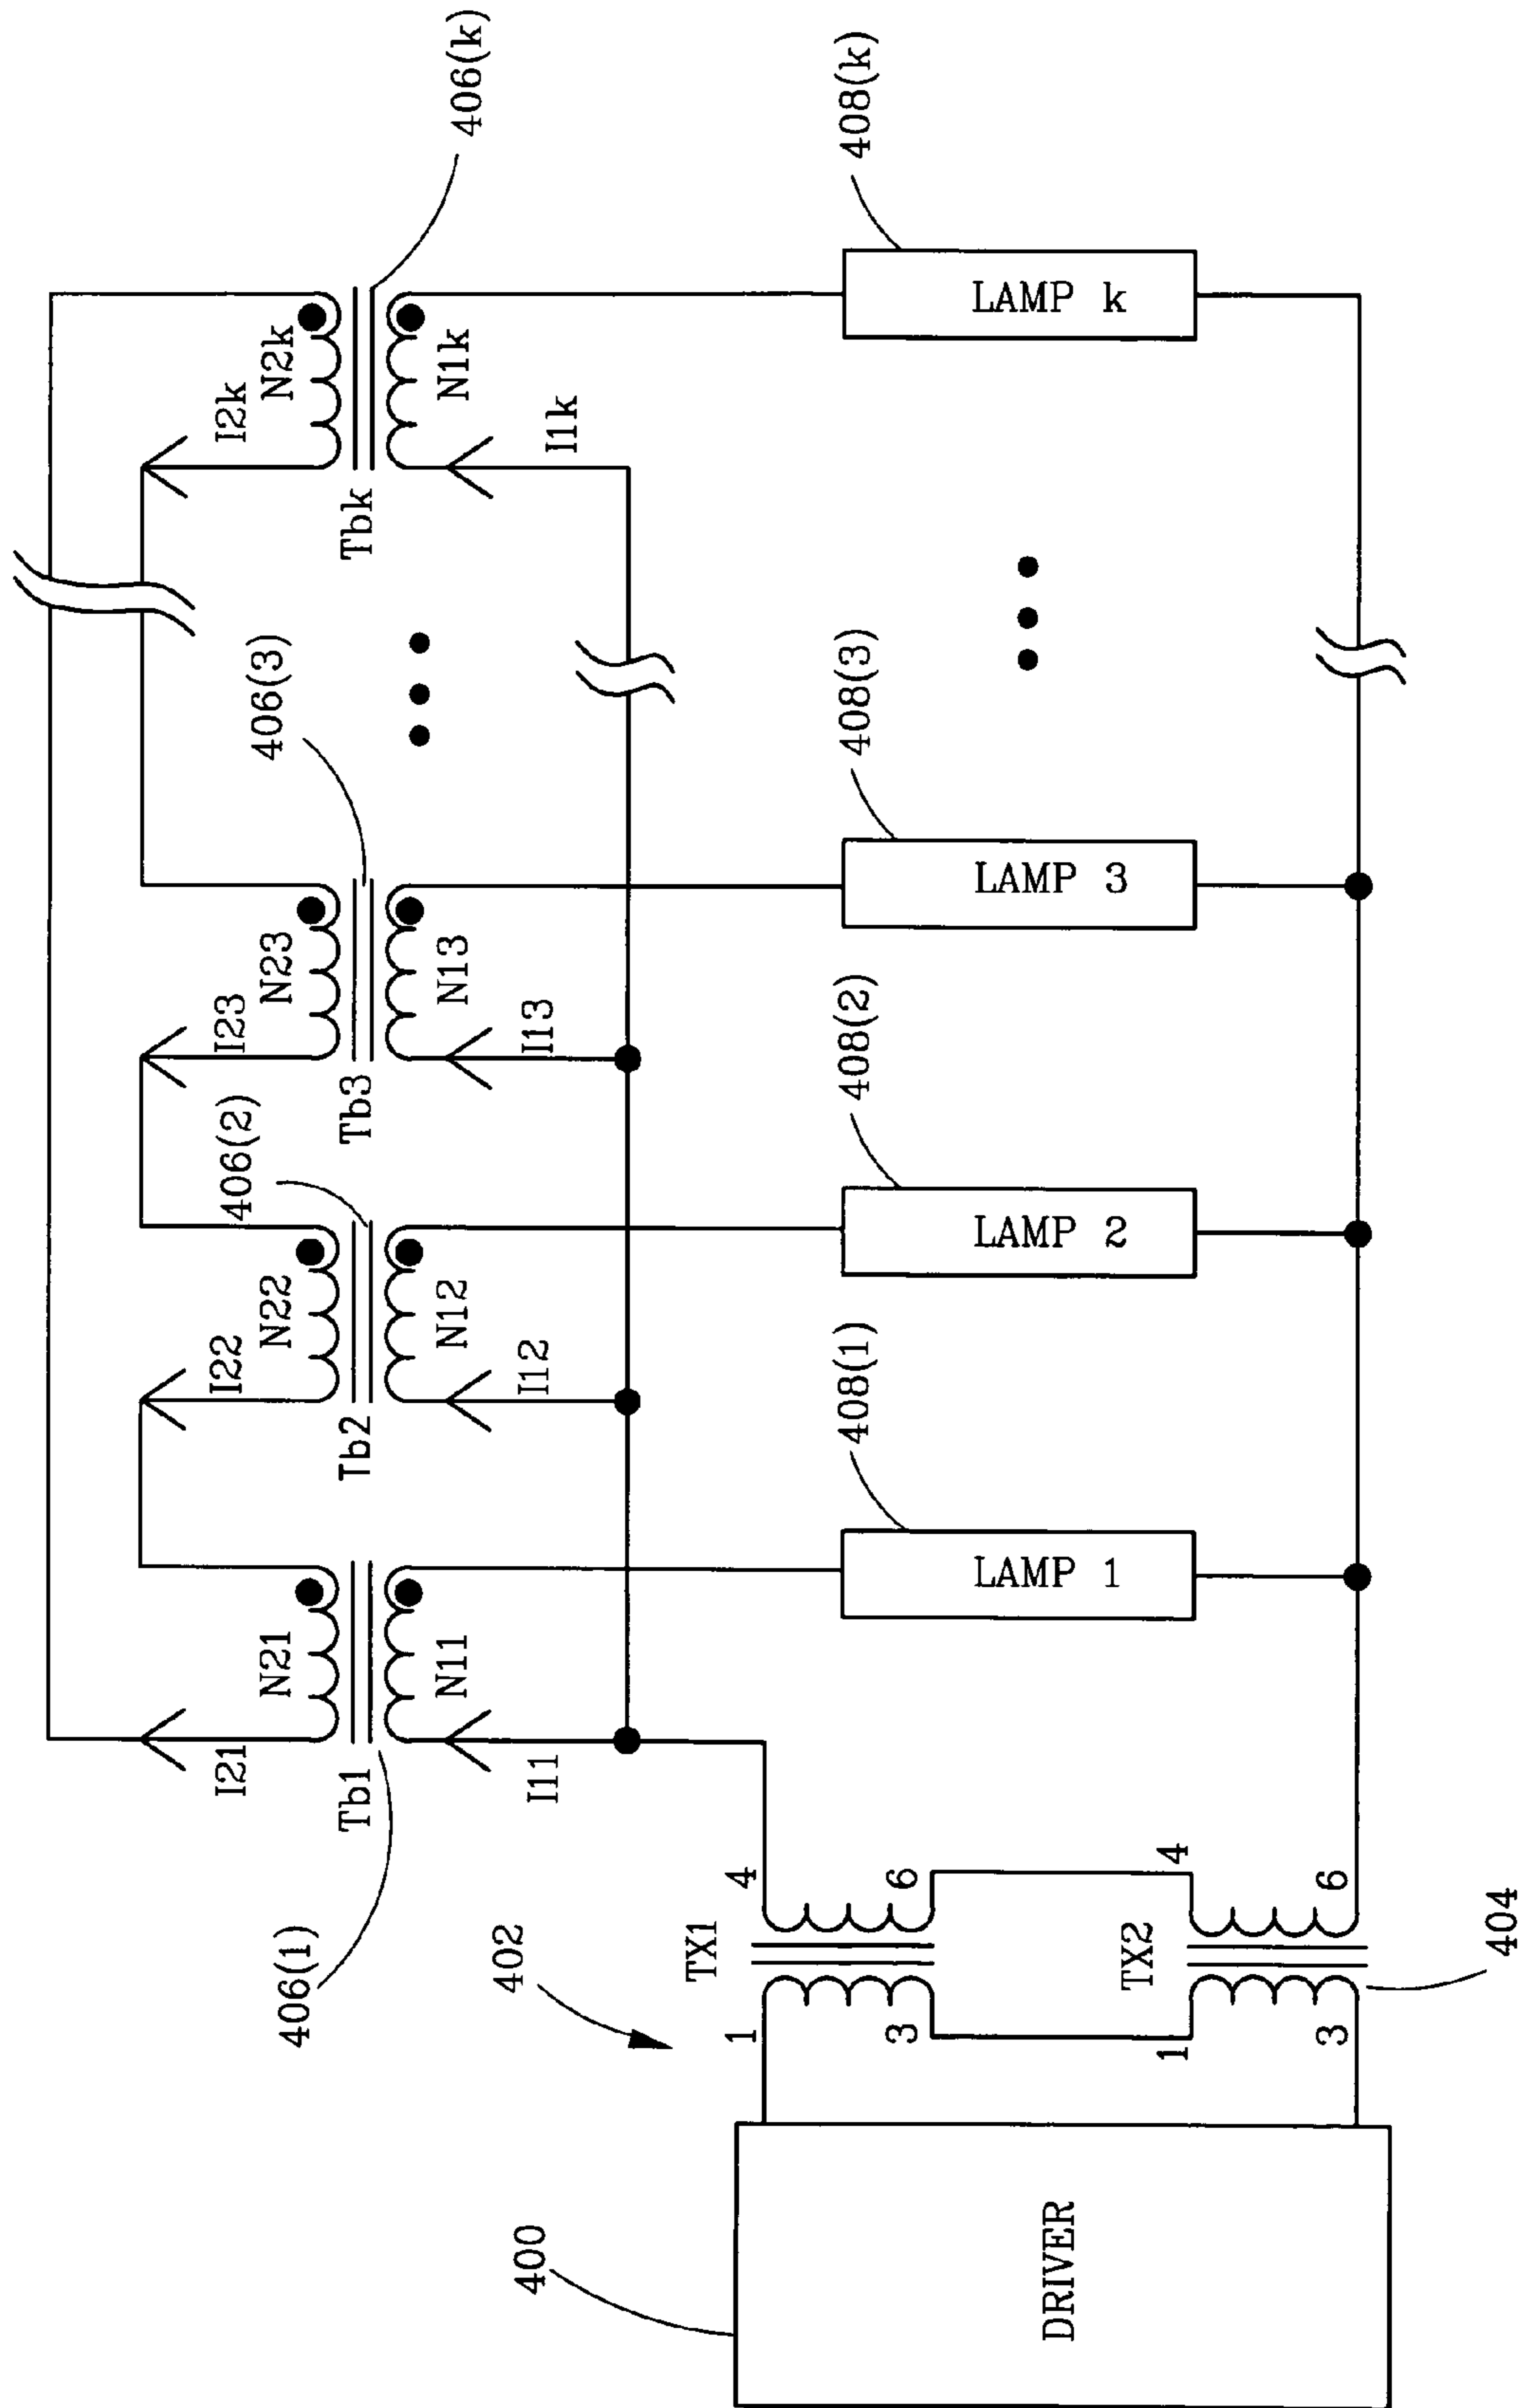 406(k)
408(k)
I2k
N2k
N1k
Tbk
I1k
LAMP k
406(3)
408(3)
I23
N23
N13
Tb3
I13
LAMP 3
406(2)
408(2)
I22
N22
N12
Tb2
I12
LAMP 2
408(1)
I21
N21
N11
Tb1
I11
LAMP 1
406(1)
402
TX1
1
3
4
6
TX2
1
3
4
6
404
400
DRIVER